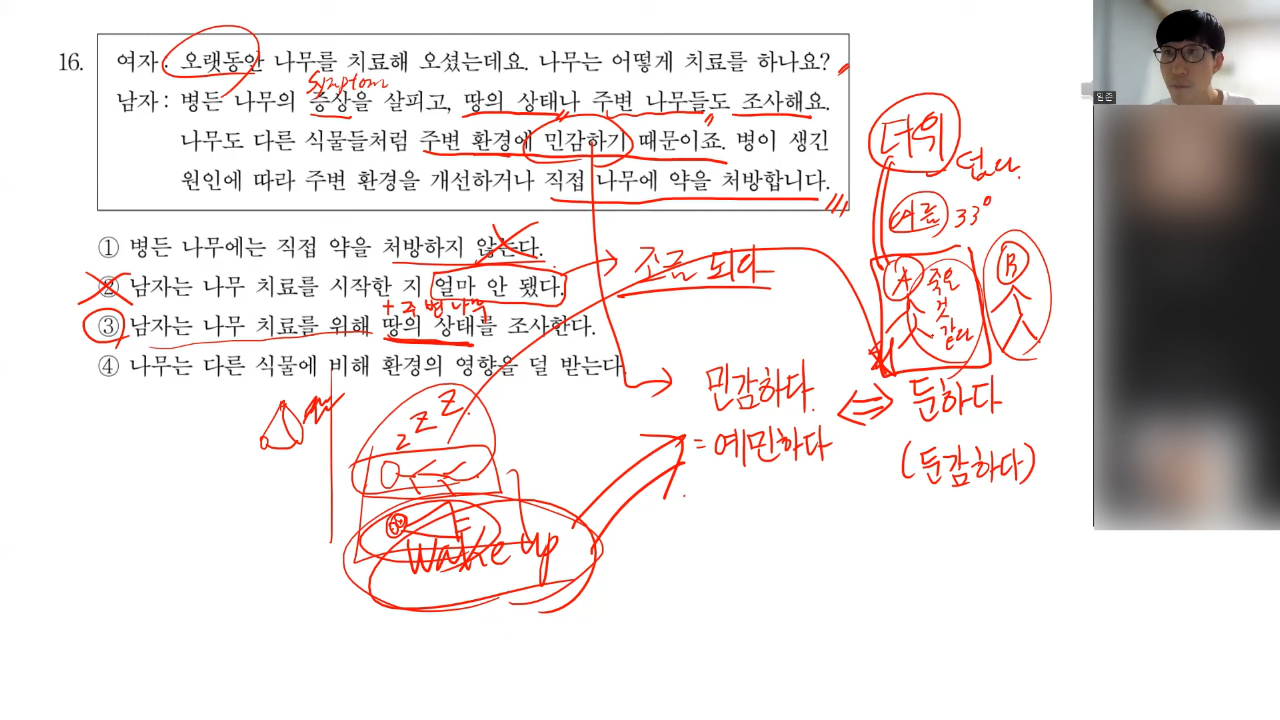 16. 여자: 오랫동안 나무를 치료해 오셨는데요. 나무는 어떻게 치료를 하나요?
Symptom
남자: 병든 나무의 증상을 살피고, 땅의 상태나 주변 나무들도 조사해요.
나무도 다른 식물들처럼 주변 환경에 민감하기 때문이죠. 병이 생긴
원인에 따라 주변 환경을 개선하거나 직접 나무에 약을 처방합니다.
① 병든 나무에는 직접 약을 처방하지 않는다.
② 남자는 나무 치료를 시작한 지 얼마 안 됐다.
+ 주변 나무
③ 남자는 나무 치료를 위해 땅의 상태를 조사한다.
④ 나무는 다른 식물에 비해 환경의 영향을 덜 받는다.
조금 되다
더위
덥다.
여름 33°
A 죽을
것
같다
B
민감하다.
= 예민하다
둔하다
(둔감하다)
z z z
Wake up
임준